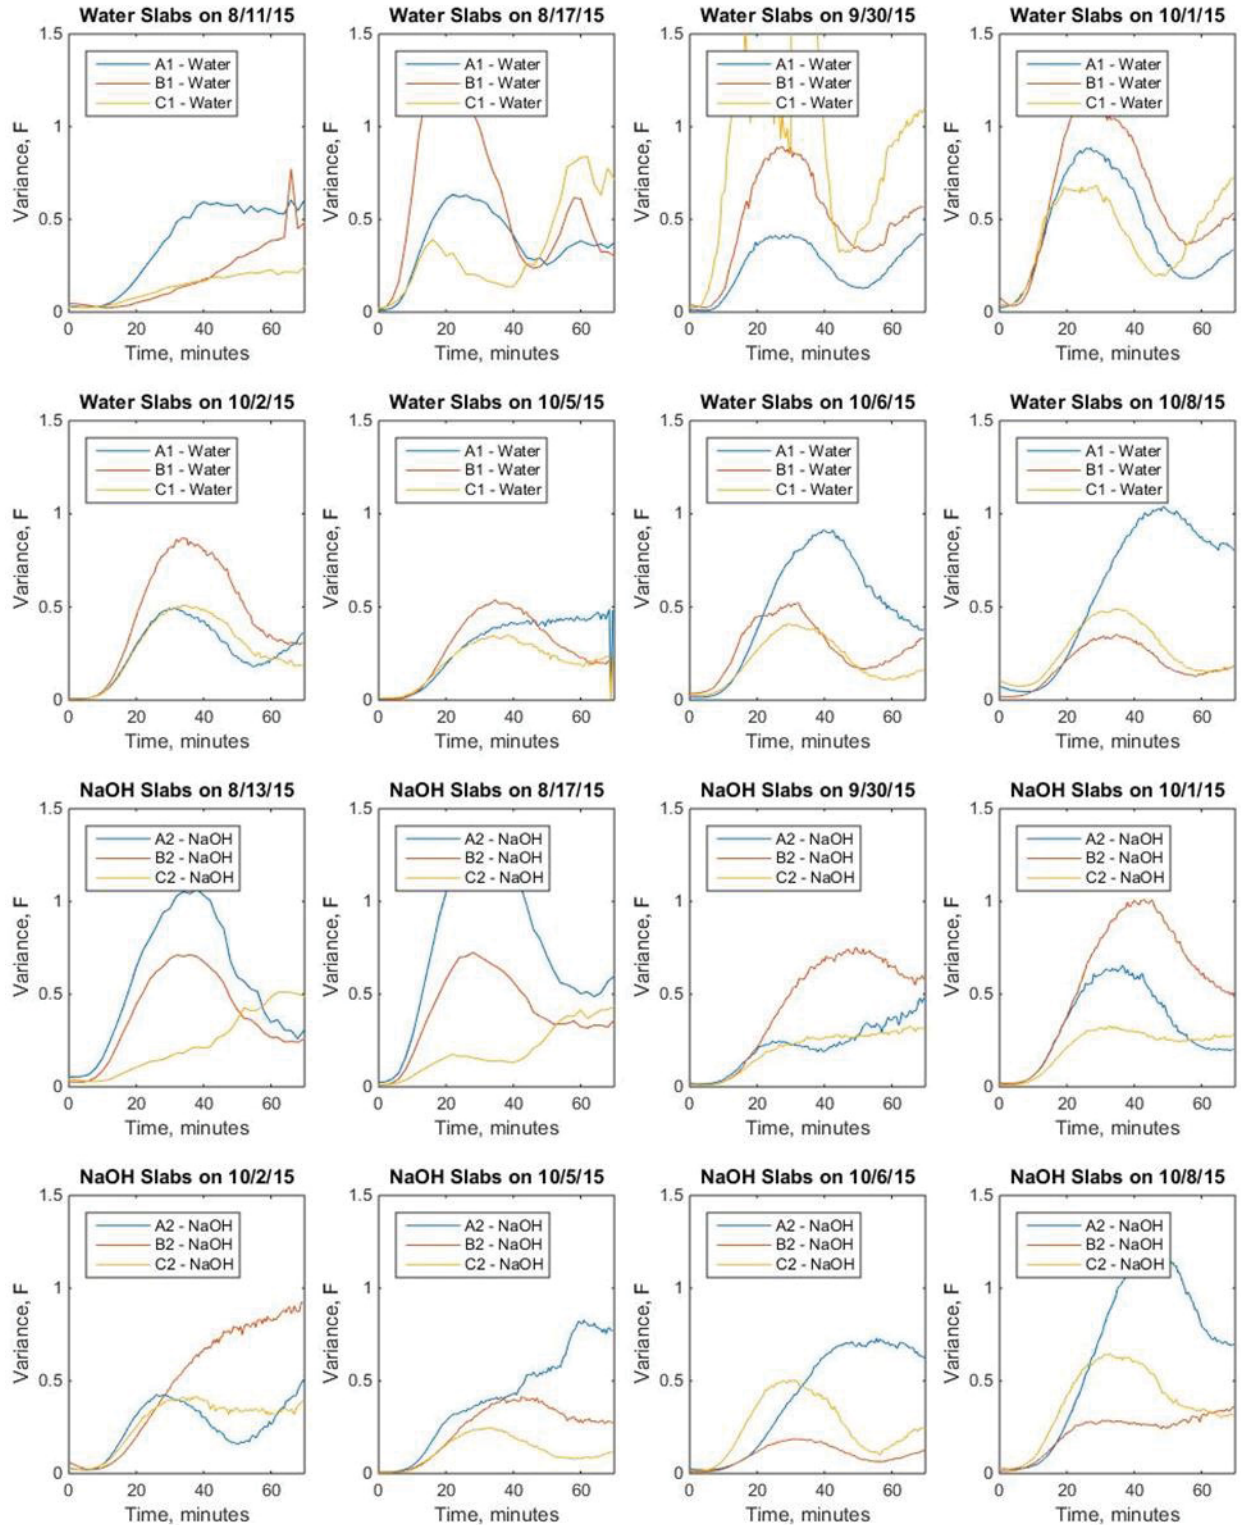 Water Slabs on 8/11/15
1.5
A1 - Water
B1 - Water
C1 - Water
1
Variance, F
0.5
0
0 20 40 60
Time, minutes
Water Slabs on 8/17/15
1.5
A1 - Water
B1 - Water
C1 - Water
1
Variance, F
0.5
0
0 20 40 60
Time, minutes
Water Slabs on 9/30/15
1.5
A1 - Water
B1 - Water
C1 - Water
1
Variance, F
0.5
0
0 20 40 60
Time, minutes
Water Slabs on 10/1/15
1.5
A1 - Water
B1 - Water
C1 - Water
1
Variance, F
0.5
0
0 20 40 60
Time, minutes
Water Slabs on 10/2/15
1.5
A1 - Water
B1 - Water
C1 - Water
1
Variance, F
0.5
0
0 20 40 60
Time, minutes
Water Slabs on 10/5/15
1.5
A1 - Water
B1 - Water
C1 - Water
1
Variance, F
0.5
0
0 20 40 60
Time, minutes
Water Slabs on 10/6/15
1.5
A1 - Water
B1 - Water
C1 - Water
1
Variance, F
0.5
0
0 20 40 60
Time, minutes
Water Slabs on 10/8/15
1.5
A1 - Water
B1 - Water
C1 - Water
1
Variance, F
0.5
0
0 20 40 60
Time, minutes
NaOH Slabs on 8/13/15
1.5
A2 - NaOH
B2 - NaOH
C2 - NaOH
1
Variance, F
0.5
0
0 20 40 60
Time, minutes
NaOH Slabs on 8/17/15
1.5
A2 - NaOH
B2 - NaOH
C2 - NaOH
1
Variance, F
0.5
0
0 20 40 60
Time, minutes
NaOH Slabs on 9/30/15
1.5
A2 - NaOH
B2 - NaOH
C2 - NaOH
1
Variance, F
0.5
0
0 20 40 60
Time, minutes
NaOH Slabs on 10/1/15
1.5
A2 - NaOH
B2 - NaOH
C2 - NaOH
1
Variance, F
0.5
0
0 20 40 60
Time, minutes
NaOH Slabs on 10/2/15
1.5
A2 - NaOH
B2 - NaOH
C2 - NaOH
1
Variance, F
0.5
0
0 20 40 60
Time, minutes
NaOH Slabs on 10/5/15
1.5
A2 - NaOH
B2 - NaOH
C2 - NaOH
1
Variance, F
0.5
0
0 20 40 60
Time, minutes
NaOH Slabs on 10/6/15
1.5
A2 - NaOH
B2 - NaOH
C2 - NaOH
1
Variance, F
0.5
0
0 20 40 60
Time, minutes
NaOH Slabs on 10/8/15
1.5
A2 - NaOH
B2 - NaOH
C2 - NaOH
1
Variance, F
0.5
0
0 20 40 60
Time, minutes